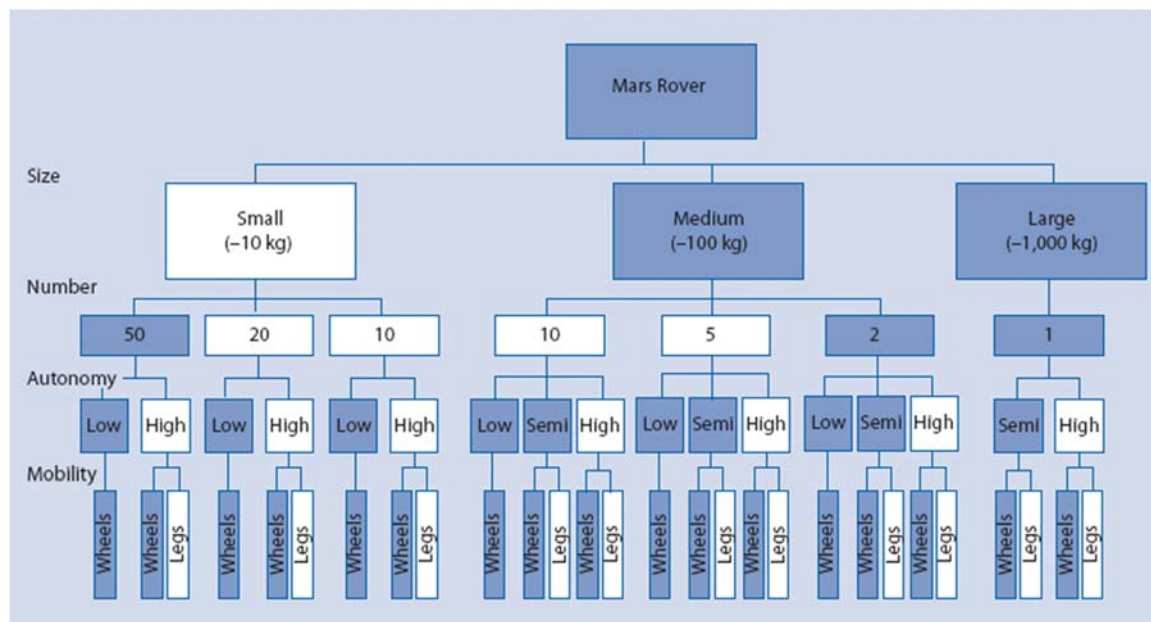 Mars Rover
Size
Small
(–10 kg)
Medium
(–100 kg)
Large
(–1,000 kg)
Number
50
20
10
10
5
2
1
Autonomy
Low
High
Low
High
Low
High
Low
Semi
High
Low
Semi
High
Low
Semi
High
Semi
High
Mobility
Wheels
Wheels
Legs
Wheels
Wheels
Legs
Wheels
Wheels
Legs
Wheels
Wheels
Legs
Wheels
Legs
Wheels
Wheels
Legs
Wheels
Legs
Wheels
Wheels
Legs
Wheels
Legs
Wheels
Legs
Wheels
Legs